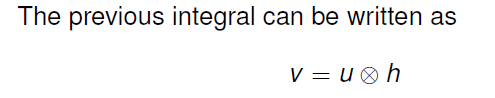 The previous integral can be written as
v = u ⊗ h